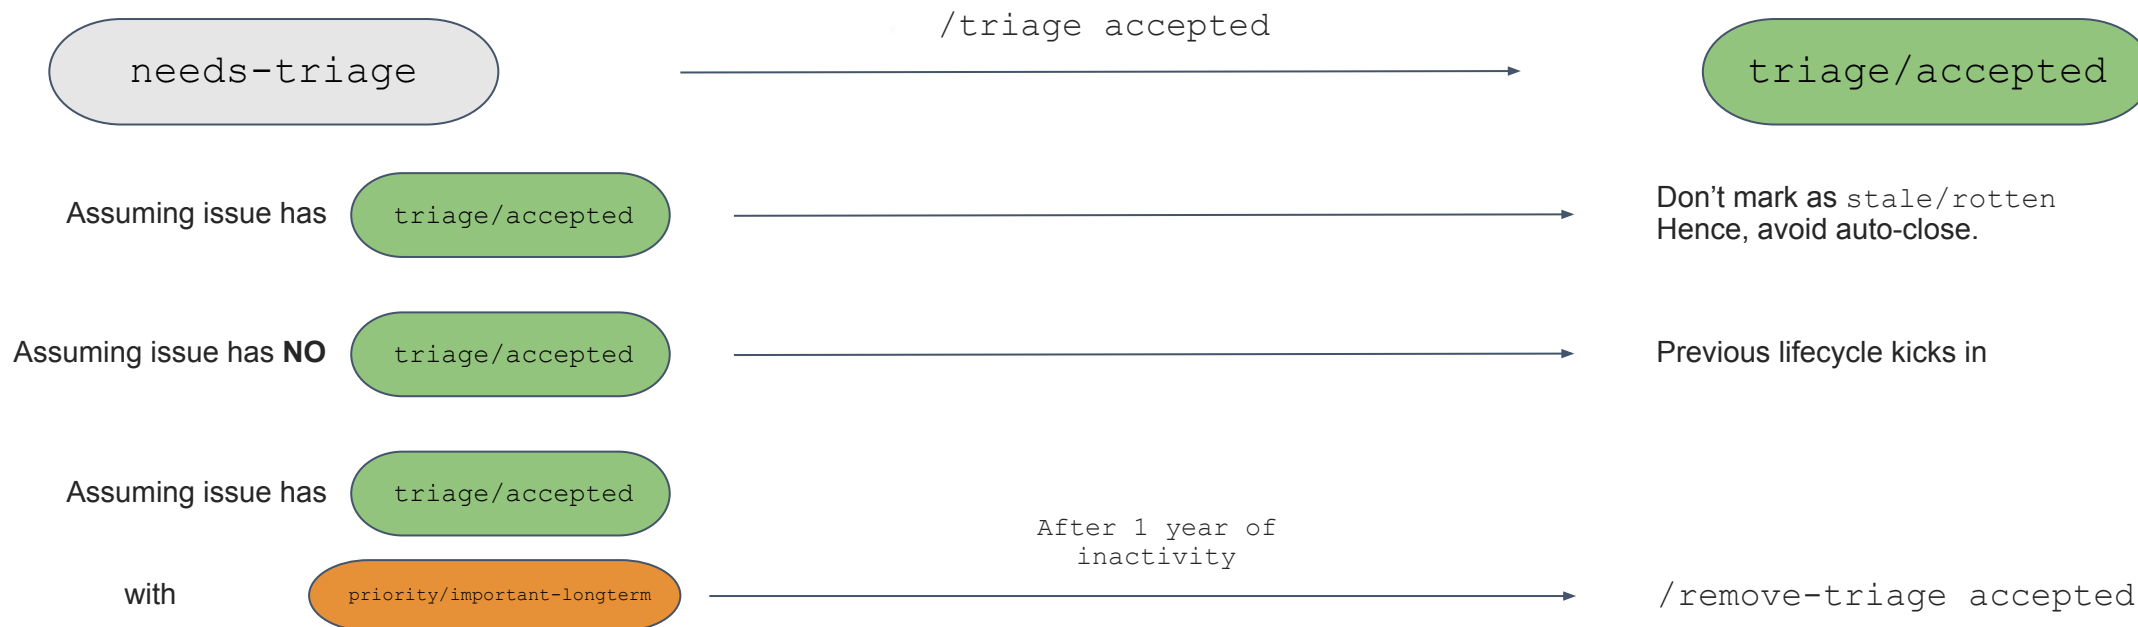 /triage accepted
needs-triage
triage/accepted
Assuming issue has
triage/accepted
Don’t mark as stale/rotten
Hence, avoid auto-close.
Assuming issue has NO
triage/accepted
Previous lifecycle kicks in
Assuming issue has
triage/accepted
After 1 year of
inactivity
with
priority/important-longterm
/remove-triage accepted